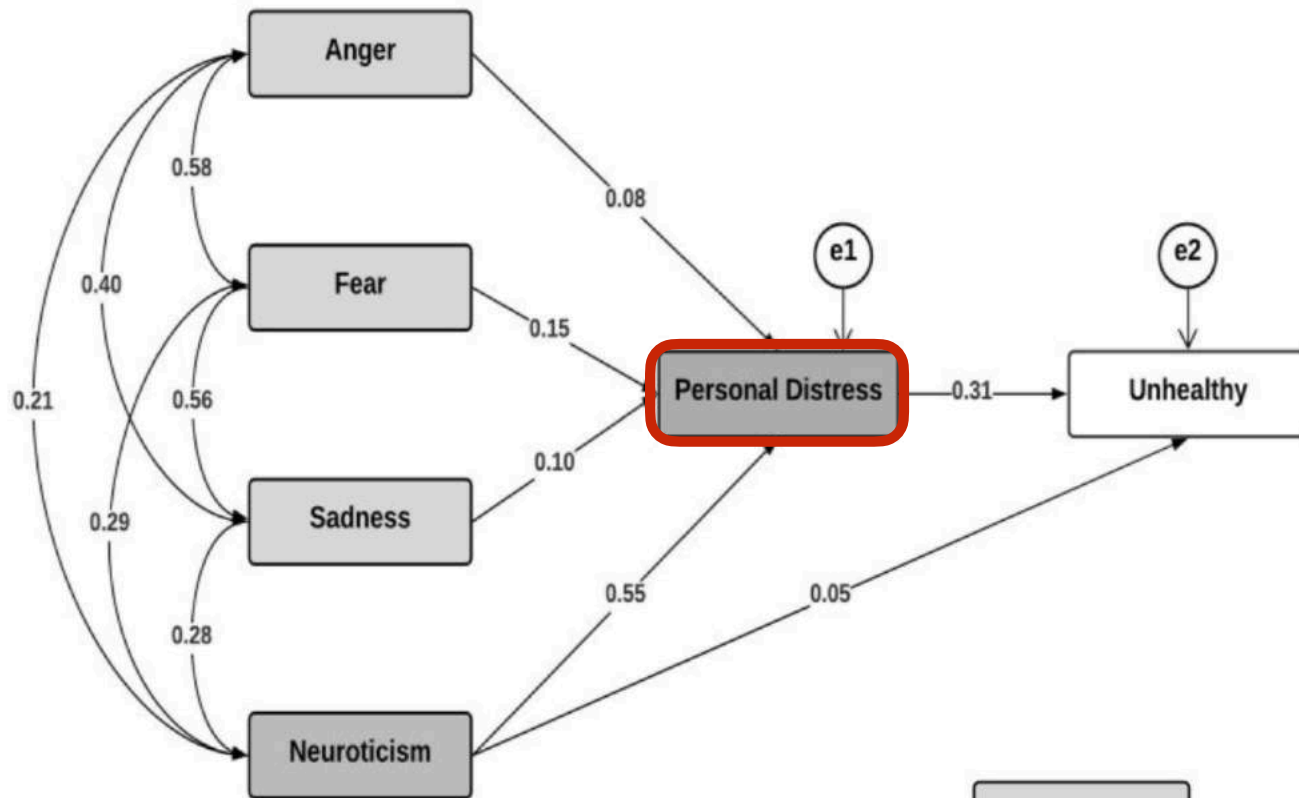 Anger
0.58
0.08
0.40
Fear
e1
e2
0.15
0.21
0.56
Personal Distress
0.31
Unhealthy
0.10
Sadness
0.29
0.55
0.05
0.28
Neuroticism